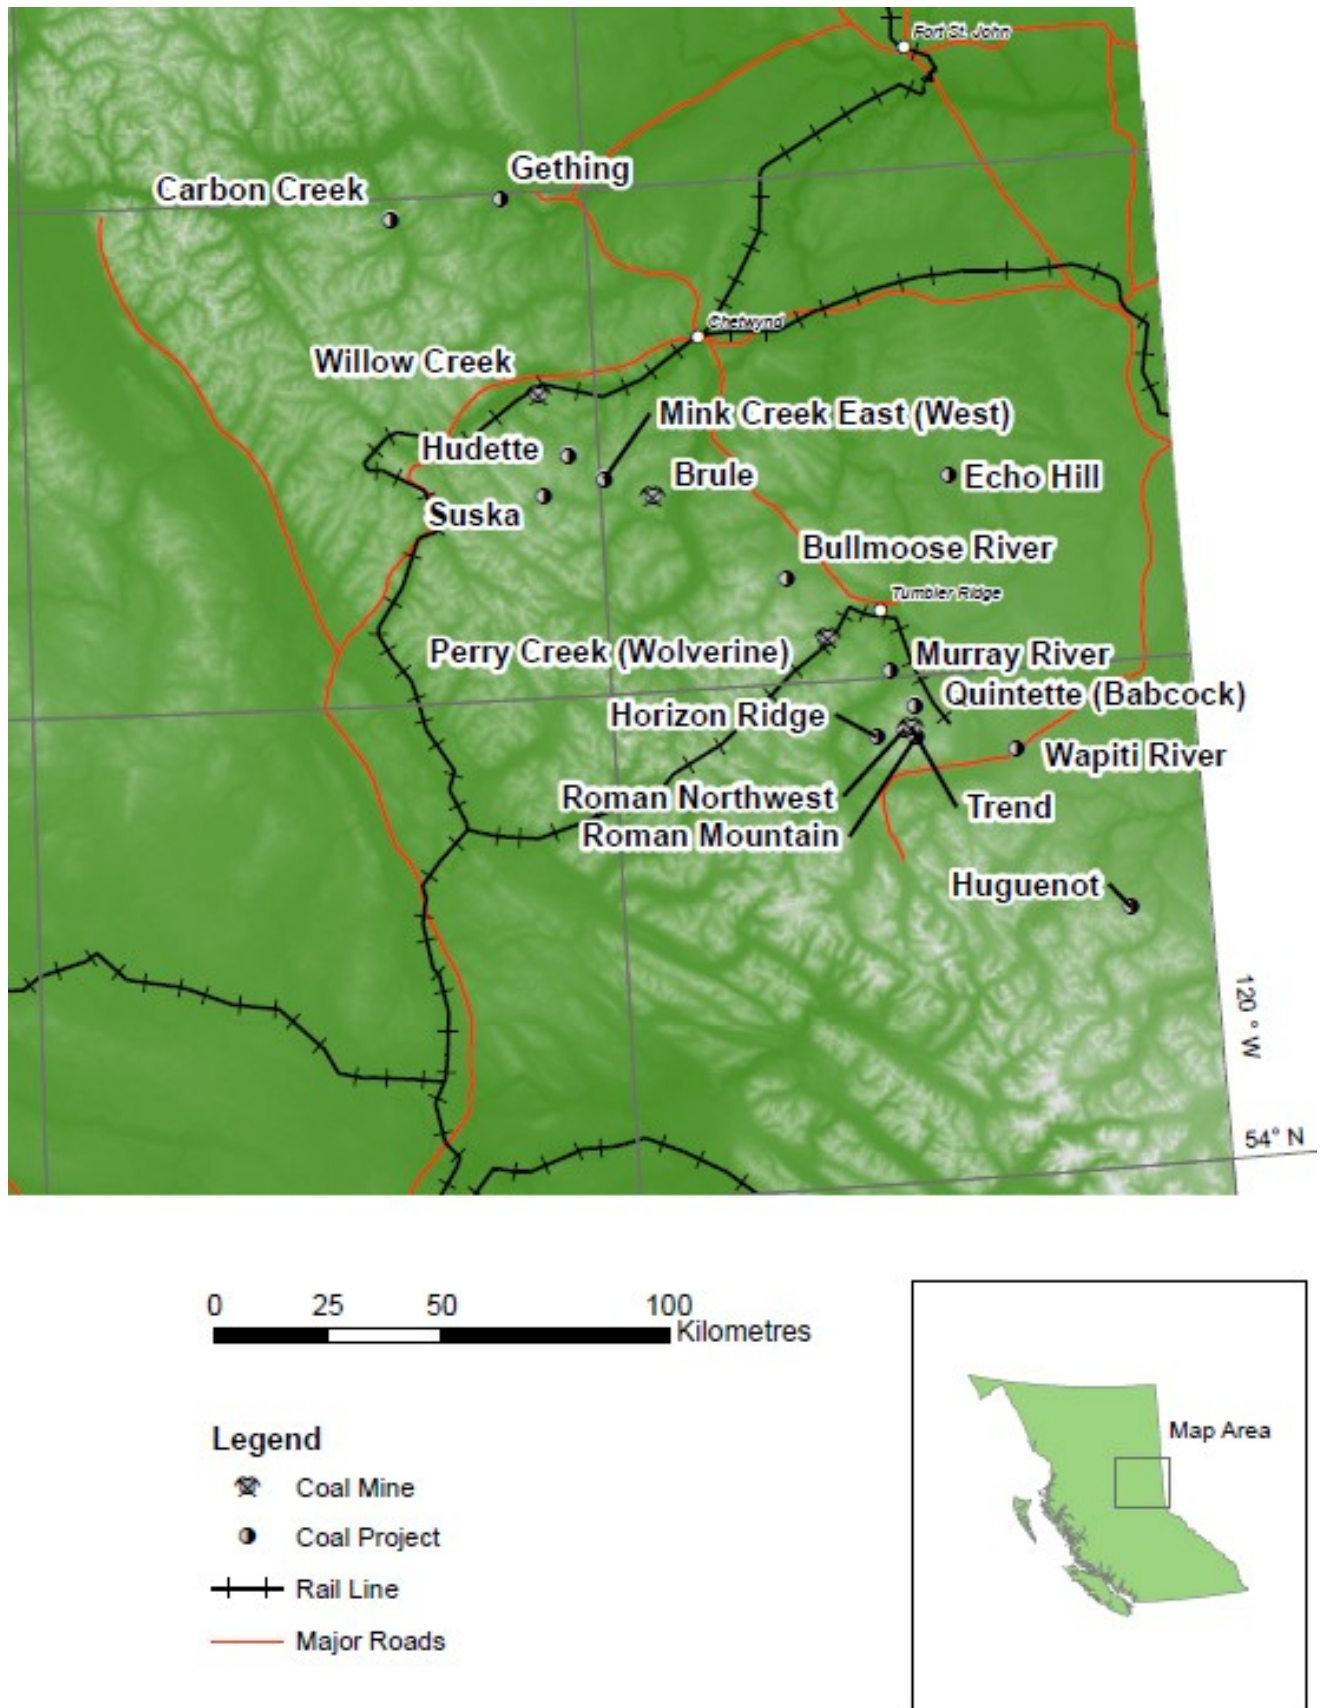 Fort St. John
Gething
Carbon Creek
Chetwynd
Willow Creek
Mink Creek East (West)
Hudette
Brule
Echo Hill
Suska
Bullmoose River
Tumbler Ridge
Perry Creek (Wolverine)
Murray River
Quintette (Babcock)
Horizon Ridge
Wapiti River
Roman Northwest
Trend
Roman Mountain
Huguenot
120 ° W
54° N
0 25 50 100
Kilometres
Legend
Map Area
Coal Mine
Coal Project
Rail Line
Major Roads